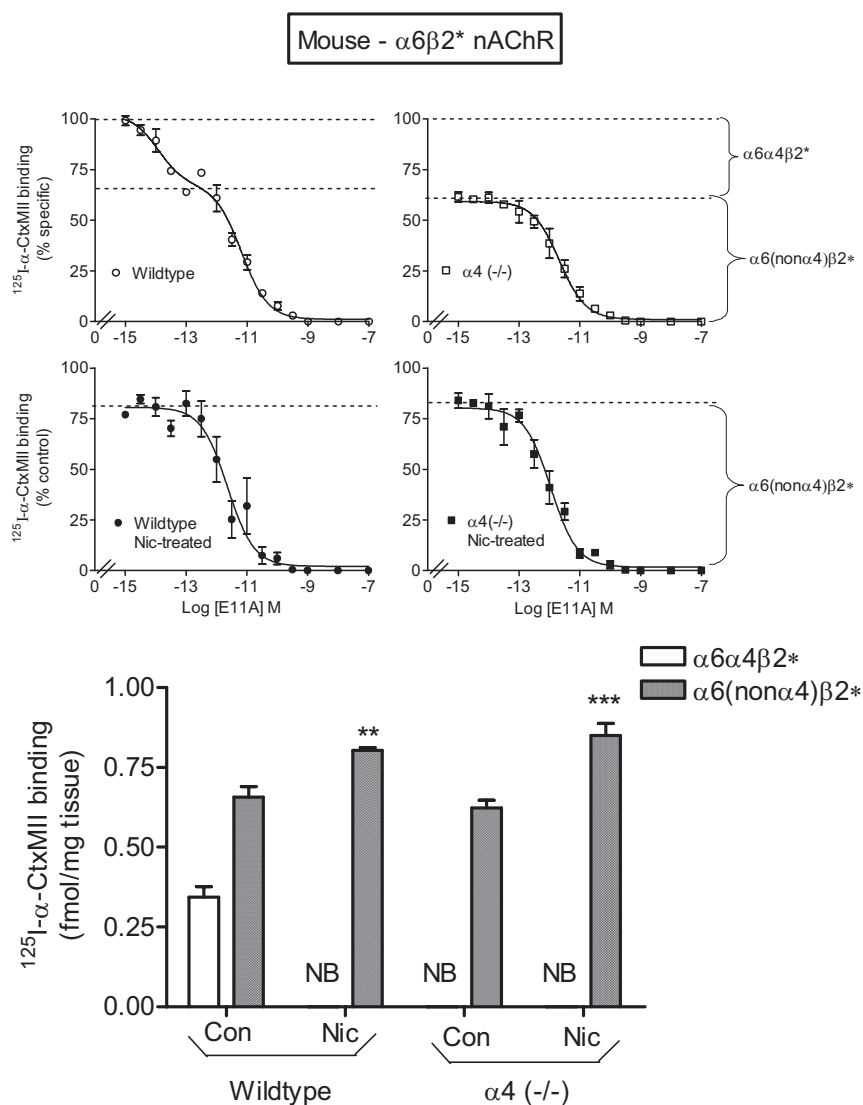 Mouse - α6β2* nAChR
125I-α-CtxMII binding
(% specific)
100
75
50
25
0
Wildtype
0
-15
-13
-11
-9
-7
100
75
50
25
0
α4 (-/-)
0
-15
-13
-11
-9
-7
α6α4β2*
α6(nonα4)β2*
125I-α-CtxMII binding
(% control)
100
75
50
25
0
Wildtype
Nic-treated
0
-15
-13
-11
-9
-7
Log [E11A] M
100
75
50
25
0
α4(-/-)
Nic-treated
0
-15
-13
-11
-9
-7
Log [E11A] M
α6(nonα4)β2*
α6α4β2*
α6(nonα4)β2*
125I-α-CtxMII binding
(fmol/mg tissue)
1.00
0.75
0.50
0.25
0.00
**
***
NB
NB
NB
Con
Nic
Con
Nic
Wildtype
α4 (-/-)